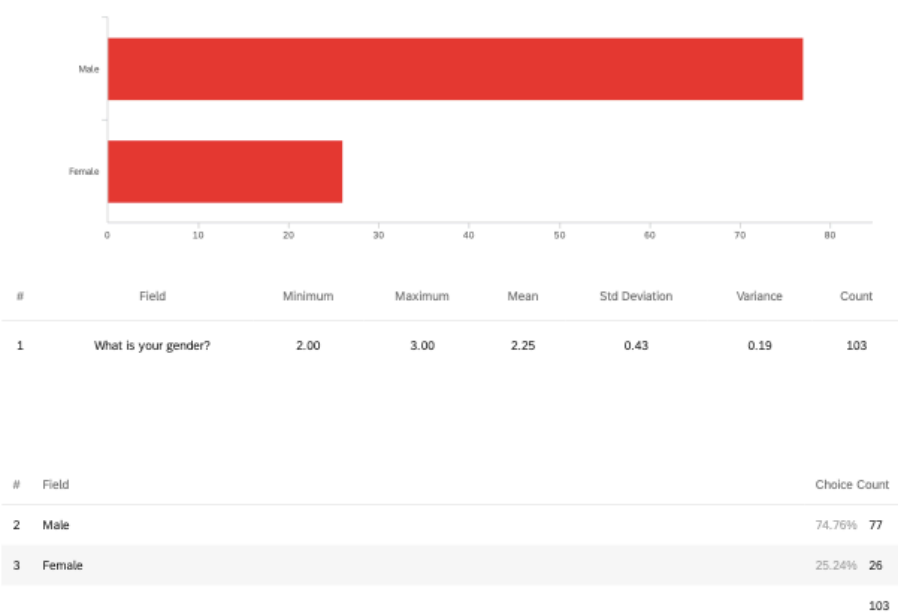 Male
Female
0 10 20 30 40 50 60 70 80
# Field Minimum Maximum Mean Std Deviation Variance Count
1 What is your gender? 2.00 3.00 2.25 0.43 0.19 103
# Field Choice Count
2 Male 74.76% 77
3 Female 25.24% 26
103